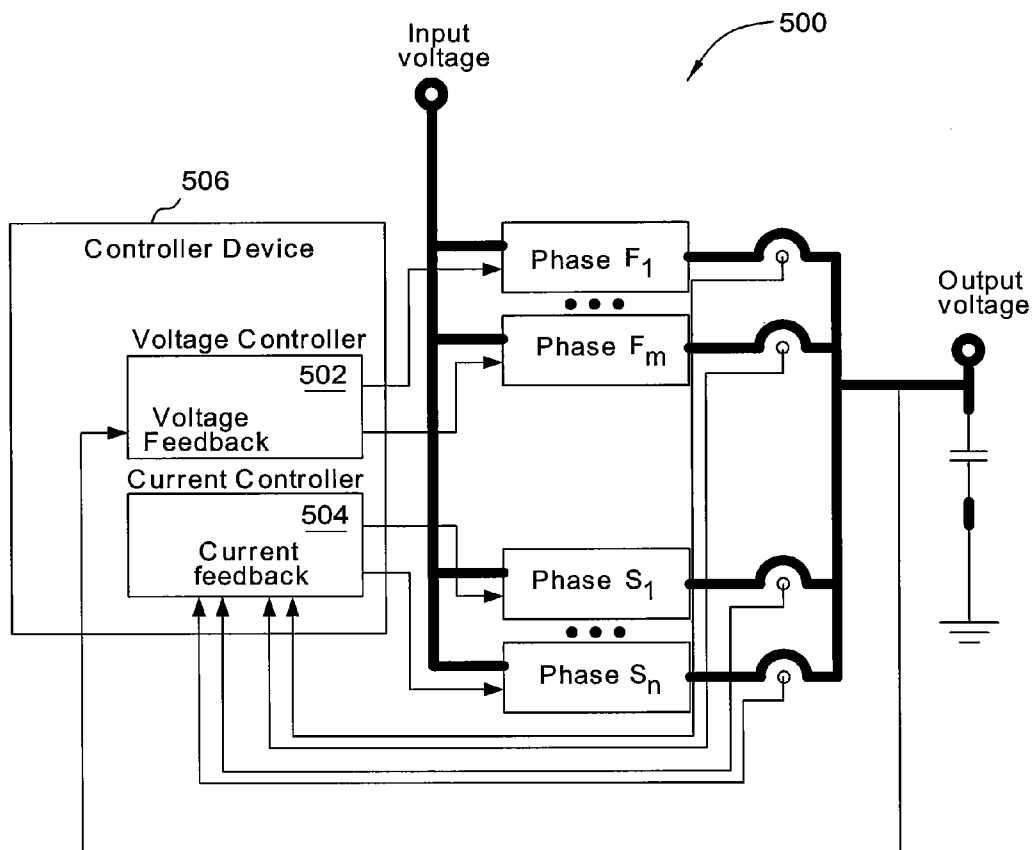 500
Input
voltage
506
Controller Device
Phase F1
Output
voltage
Voltage Controller
502
Phase Fm
Voltage
Feedback
Current Controller
504
Current
feedback
Phase S1
Phase Sn